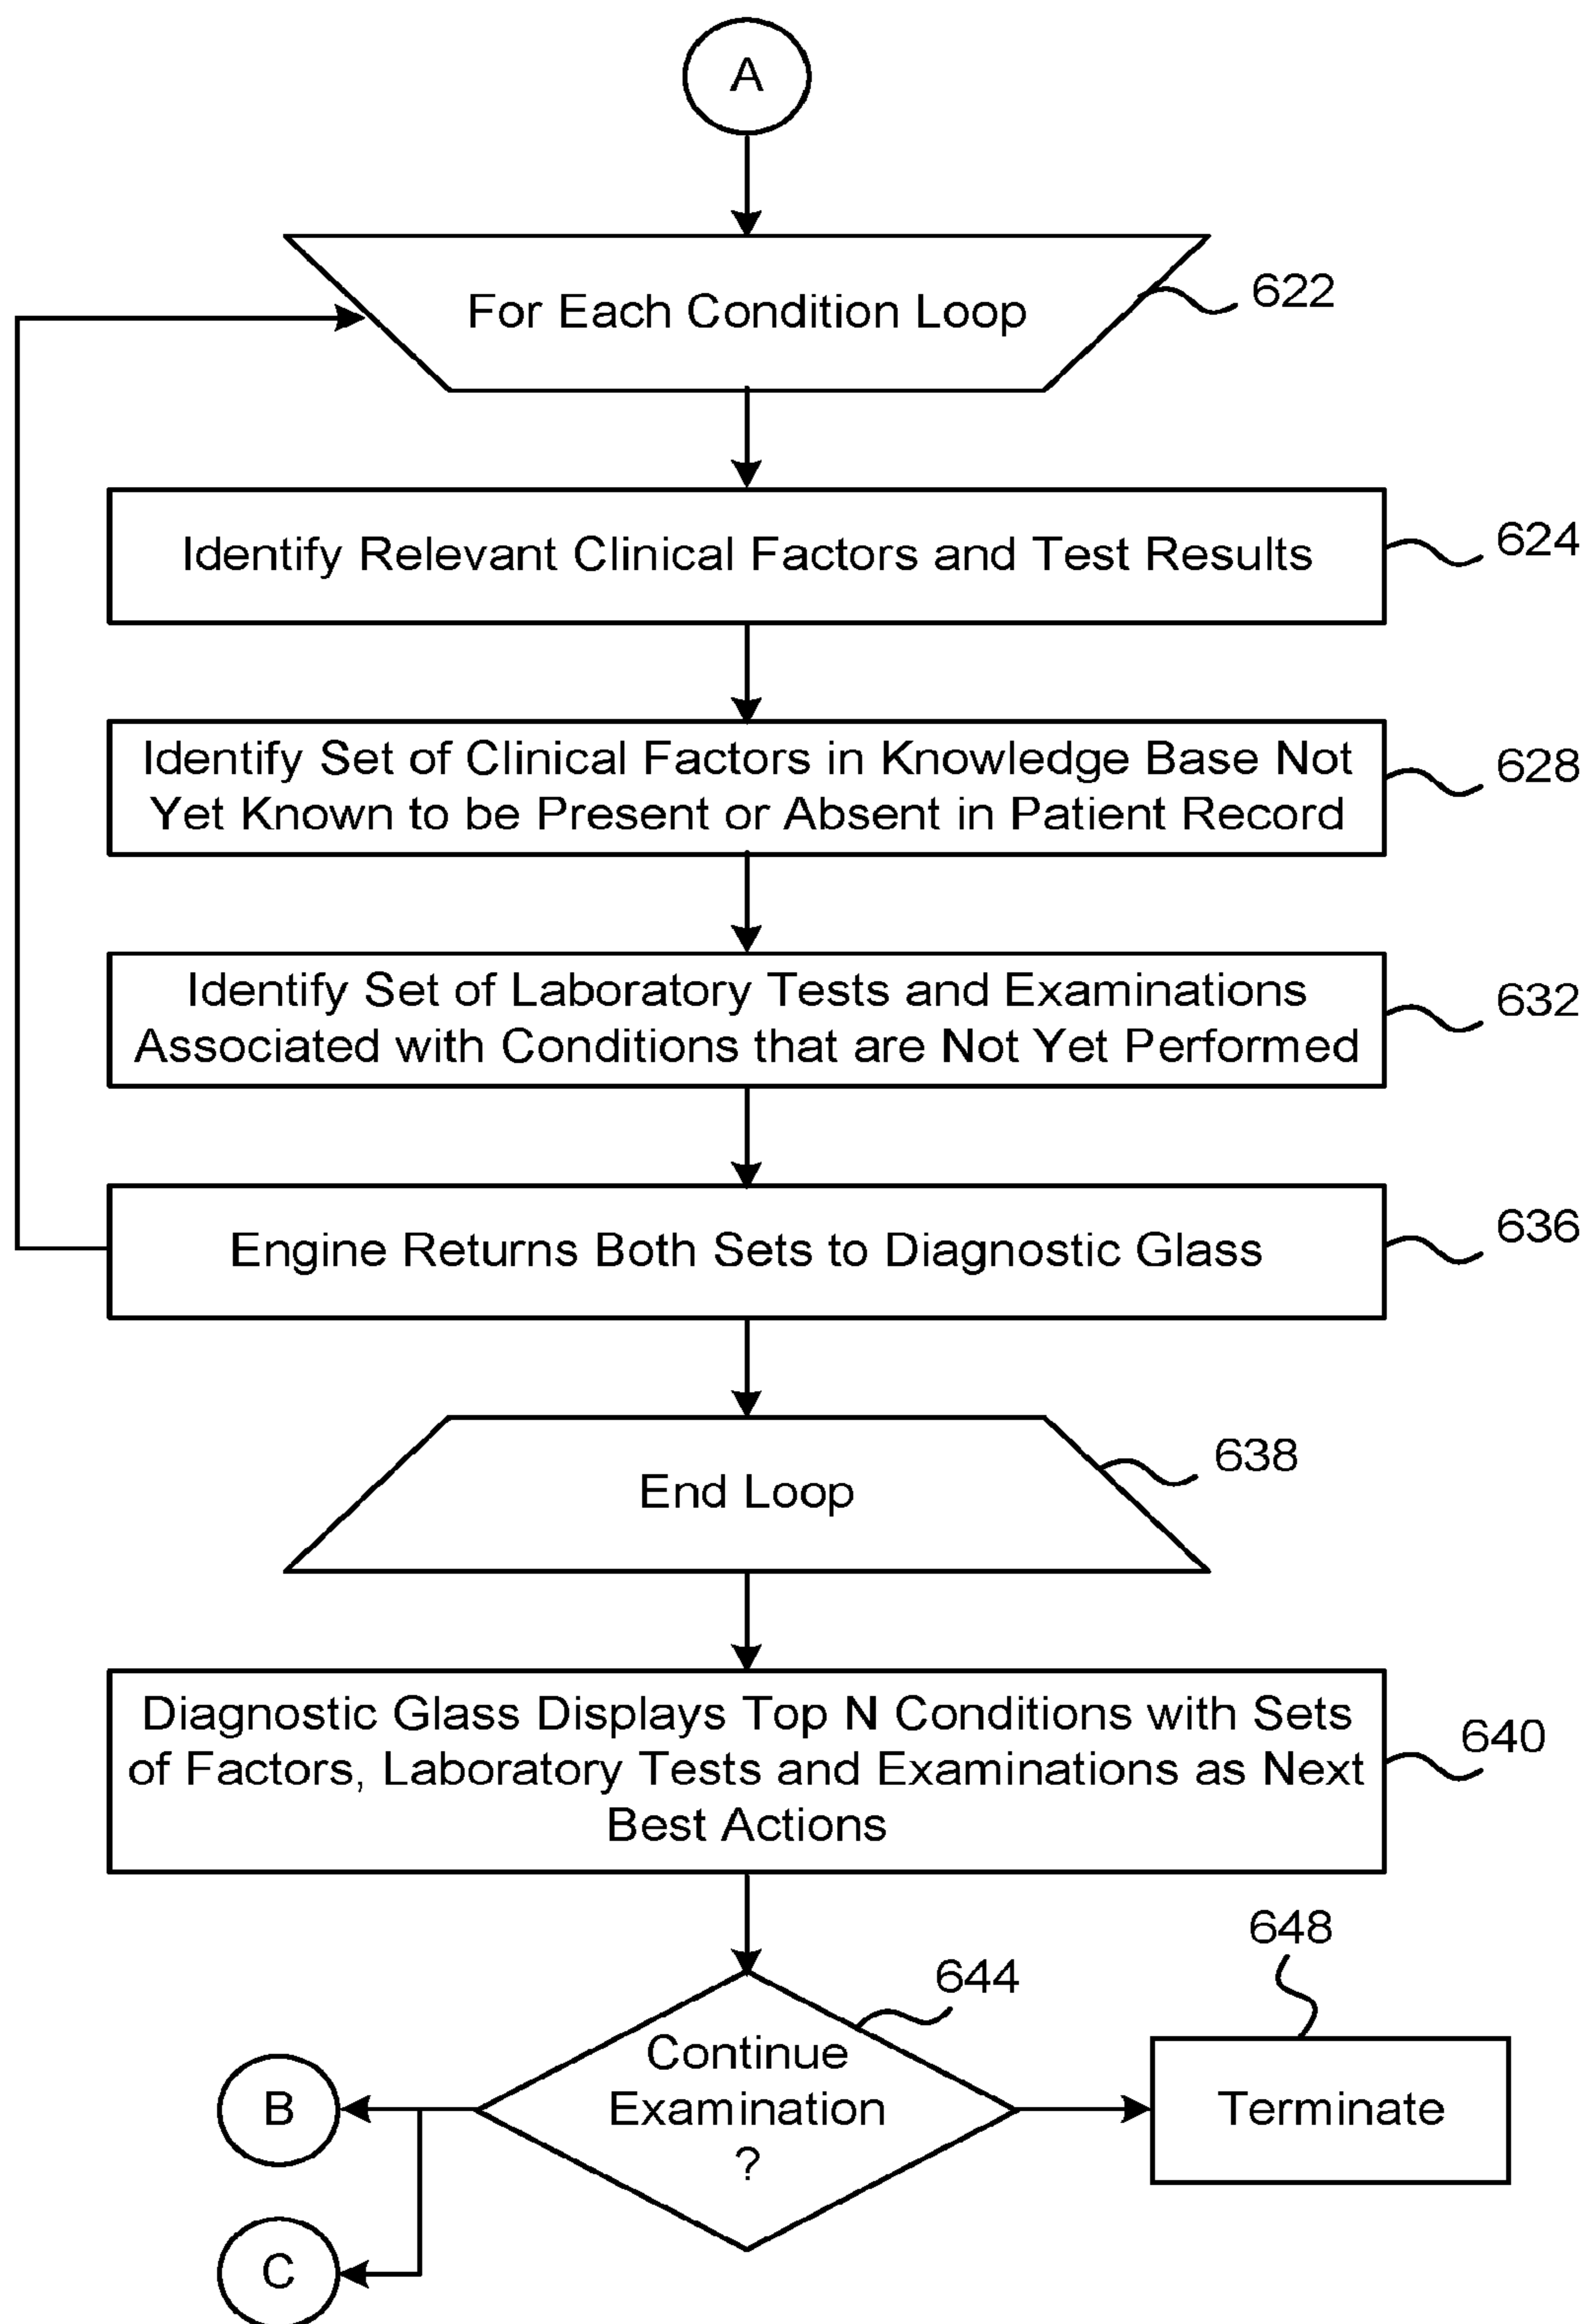 A
For Each Condition Loop
622
Identify Relevant Clinical Factors and Test Results
624
Identify Set of Clinical Factors in Knowledge Base Not
Yet Known to be Present or Absent in Patient Record
628
Identify Set of Laboratory Tests and Examinations
Associated with Conditions that are Not Yet Performed
632
Engine Returns Both Sets to Diagnostic Glass
636
End Loop
638
Diagnostic Glass Displays Top N Conditions with Sets
of Factors, Laboratory Tests and Examinations as Next
Best Actions
640
644
Continue
Examination
?
648
Terminate
B
C